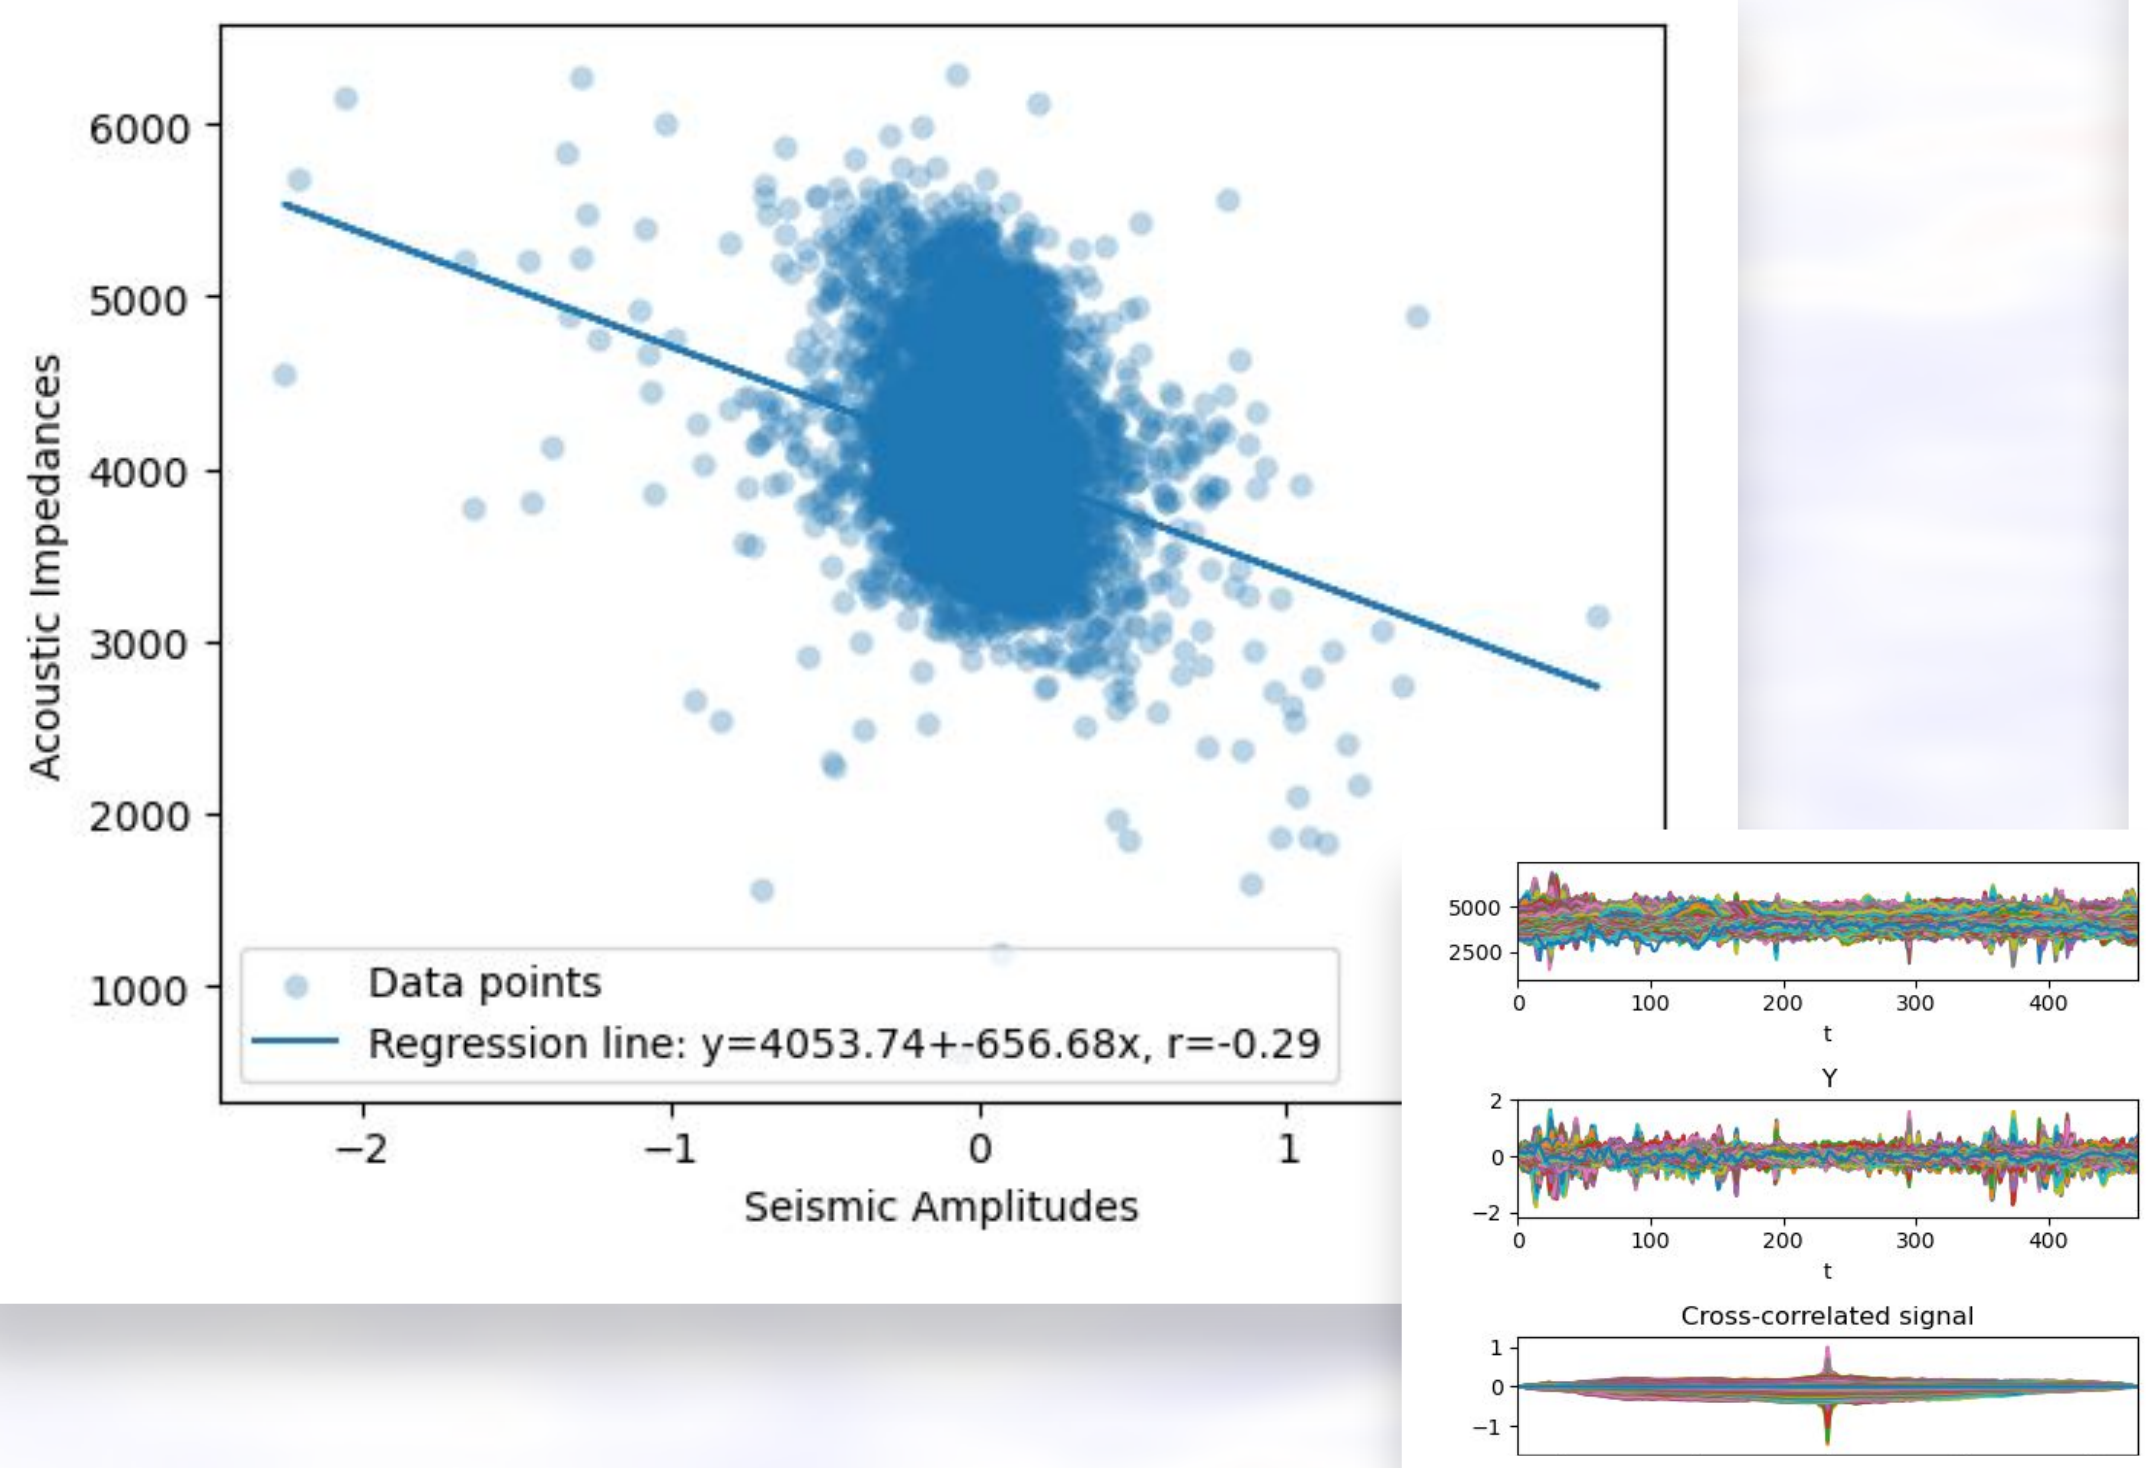 Acoustic Impedances
6000
5000
4000
3000
2000
1000
Data points
Regression line: y=4053.74+-656.68x, r=-0.29
−2 −1 0 1
Seismic Amplitudes
5000
2500
0 100 200 300 400
t
Y
2
0
−2
0 100 200 300 400
t
Cross-correlated signal
1
0
−1